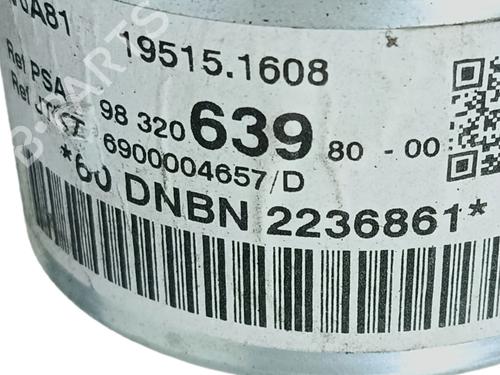 19515.1608
Ref PSA 98 320 639 80 - 00
6900004657/D
*60 DNBN 2236861*